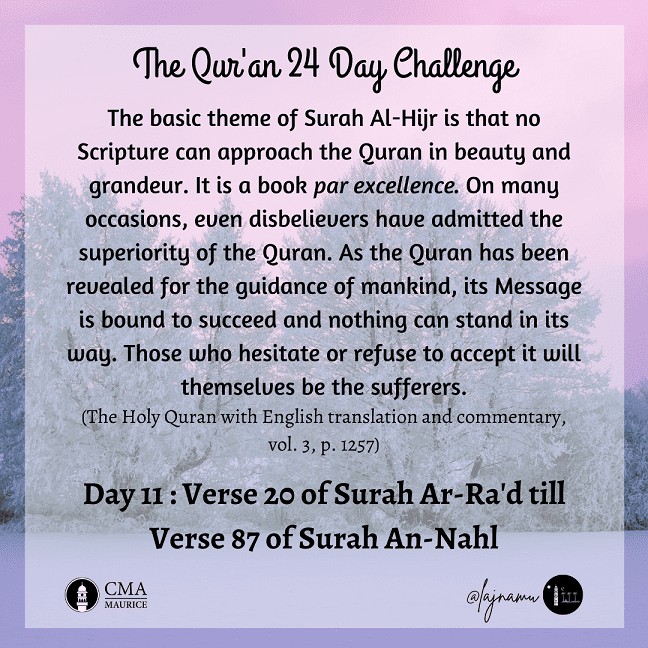 The Qur'an 24 Day Challenge
The basic theme of Surah Al-Hijr is that no
Scripture can approach the Quran in beauty and
grandeur. It is a book par excellence. On many
occasions, even disbelievers have admitted the
superiority of the Quran. As the Quran has been
revealed for the guidance of mankind, its Message
is bound to succeed and nothing can stand in its
way. Those who hesitate or refuse to accept it will
themselves be the sufferers.
(The Holy Quran with English translation and commentary,
vol. 3, p. 1257)
Day 11 : Verse 20 of Surah Ar-Ra'd till
Verse 87 of Surah An-Nahl
CMA
MAURICE
@lajnamu